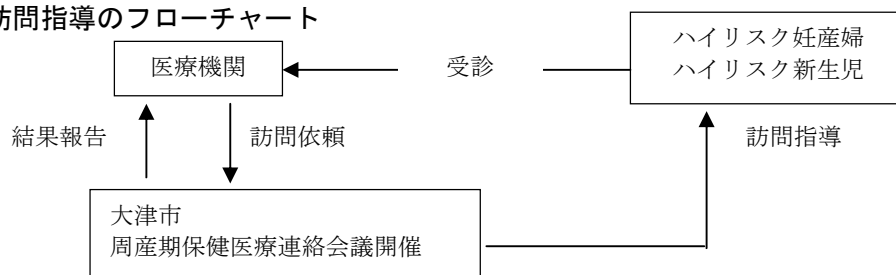 訪問指導のフローチャート
医療機関
受診
ハイリスク妊産婦
ハイリスク新生児
結果報告
訪問依頼
訪問指導
大津市
周産期保健医療連絡会議開催